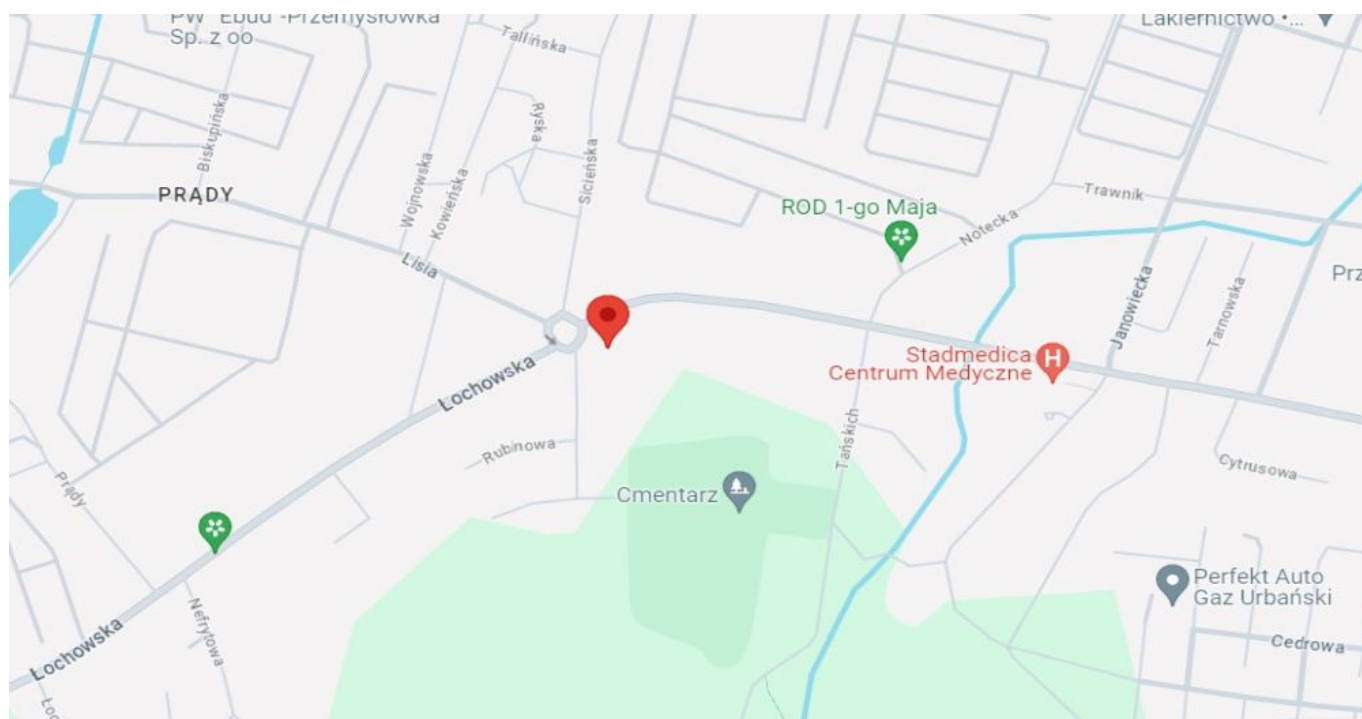 PW "Ebud"-Przemysłówka
Sp. z oo
Lakiernictwo •...
Tallińska
Ryska
Biskupińska
Sicieńska
PRĄDY
Wojnowska
Kowieńska
Lisia
ROD 1-go Maja
Notecka
Trawnik
Janowiecka
Tarnowska
Prz
Stadmedica
Centrum Medyczne
H
Łochowska
Rubinowa
Tańskich
Cytrusowa
Prądy
Cmentarz
Perfekt Auto
Gaz Urbański
Nefrytowa
Łochowska
Cedrowa
Łoc